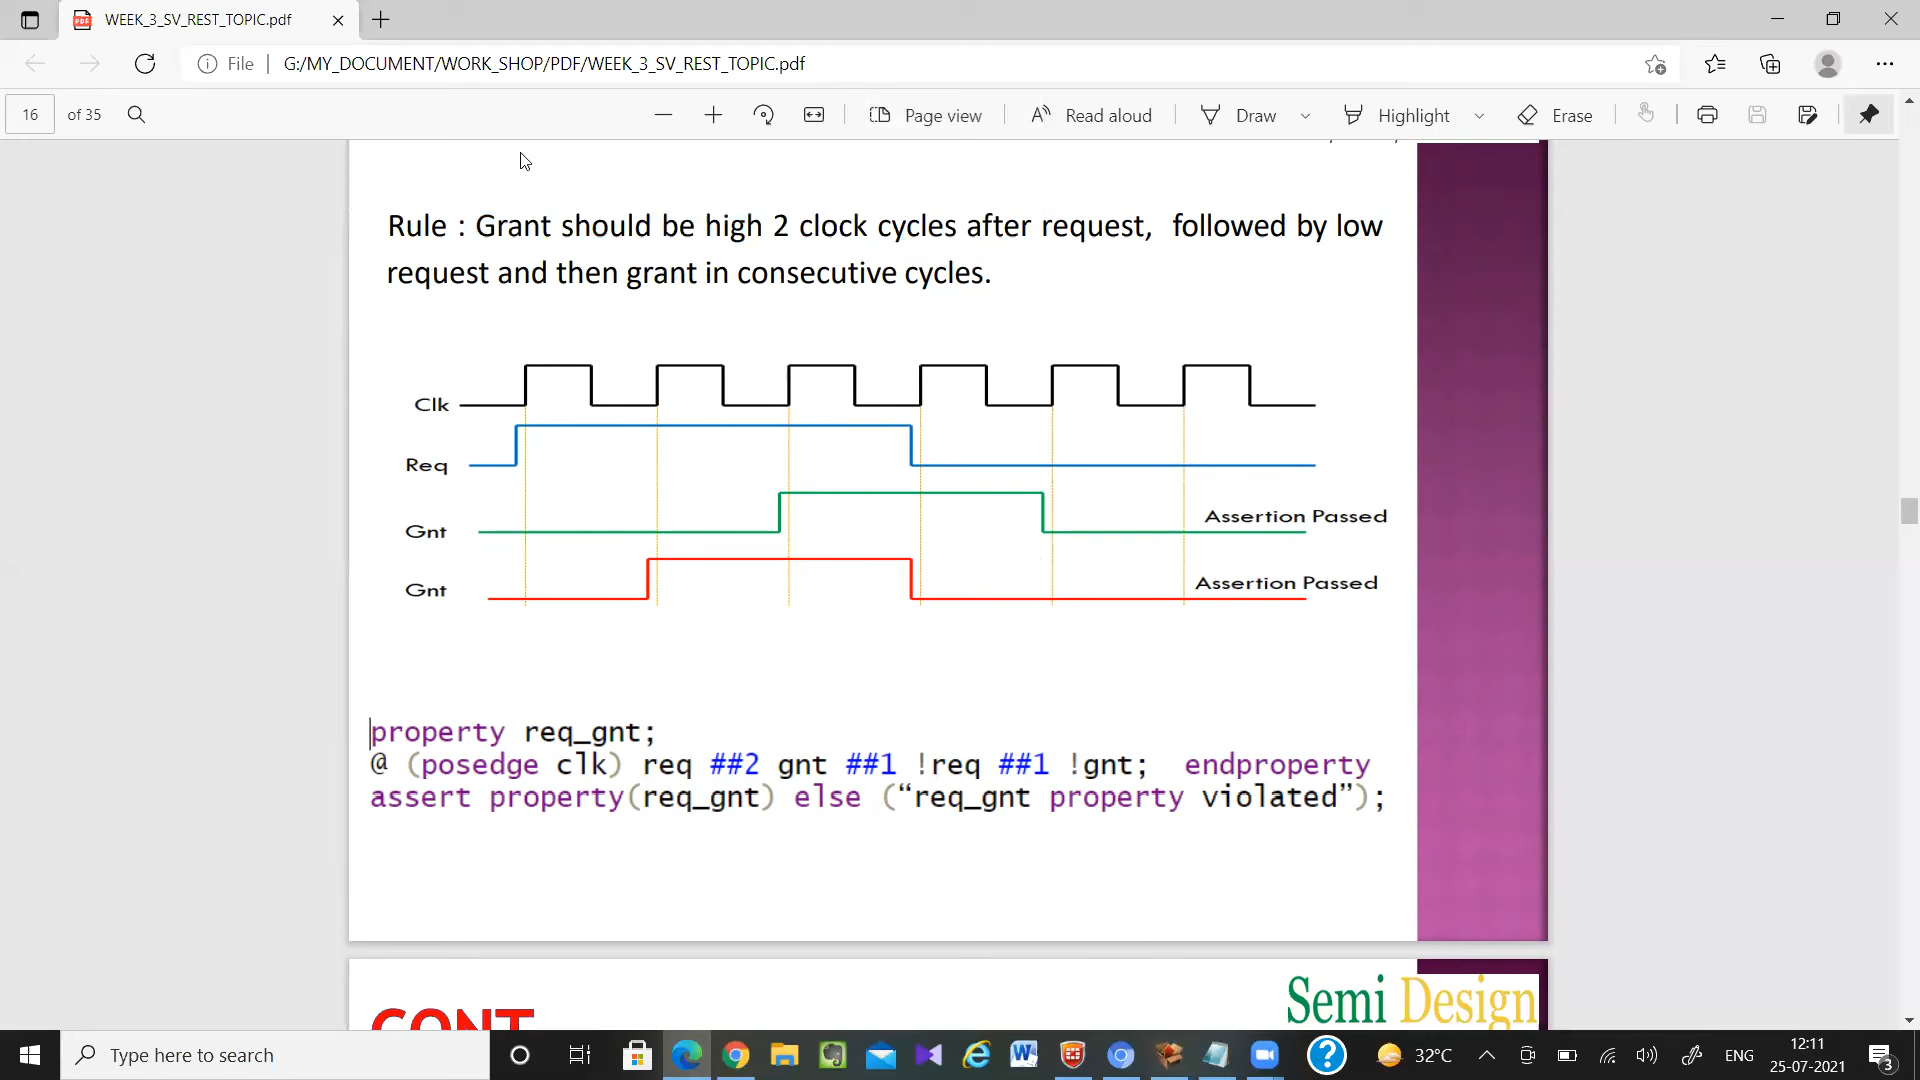 WEEK_3_SV_REST_TOPIC.pdf
File G:/MY_DOCUMENT/WORK_SHOP/PDF/WEEK_3_SV_REST_TOPIC.pdf
16 of 35 Page view Read aloud Draw Highlight Erase
Rule : Grant should be high 2 clock cycles after request, followed by low
request and then grant in consecutive cycles.
Clk
Req
Gnt Assertion Passed
Gnt Assertion Passed
property req_gnt;
@ (posedge clk) req ##2 gnt ##1 !req ##1 !gnt; endproperty
assert property(req_gnt) else (“req_gnt property violated”);
Semi Design
CONT
Type here to search 32°C ENG 12:11
25-07-2021 3